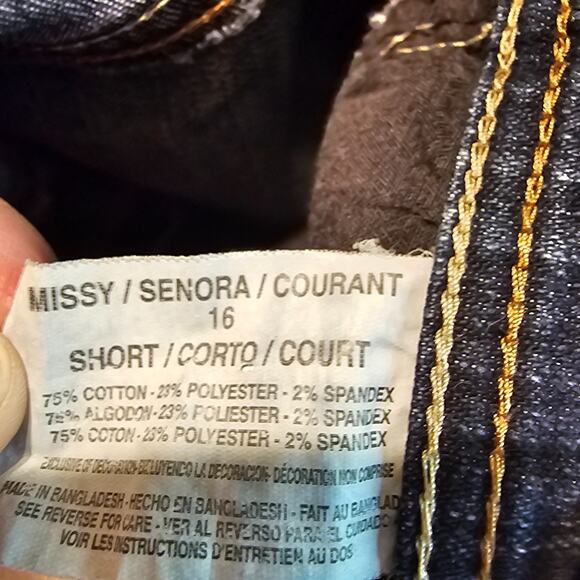 MISSY / SENORA / COURANT
16
SHORT / CORTO / COURT
75% COTTON - 23% POLYESTER - 2% SPANDEX
75% ALGODON - 23% POLIESTER - 2% SPANDEX
75% COTON - 23% POLYESTER - 2% SPANDEX
EXCLUSIVE OF DECORATION - EXCLUYENDO LA DECORACION - DÉCORATION NON COMPRISE
MADE IN BANGLADESH - HECHO EN BANGLADESH - FAIT AU BANGLAD
SEE REVERSE FOR CARE - VER AL REVERSO PARA EL CUIDADO
VOIR LES INSTRUCTIONS D'ENTRETIEN AU DOS